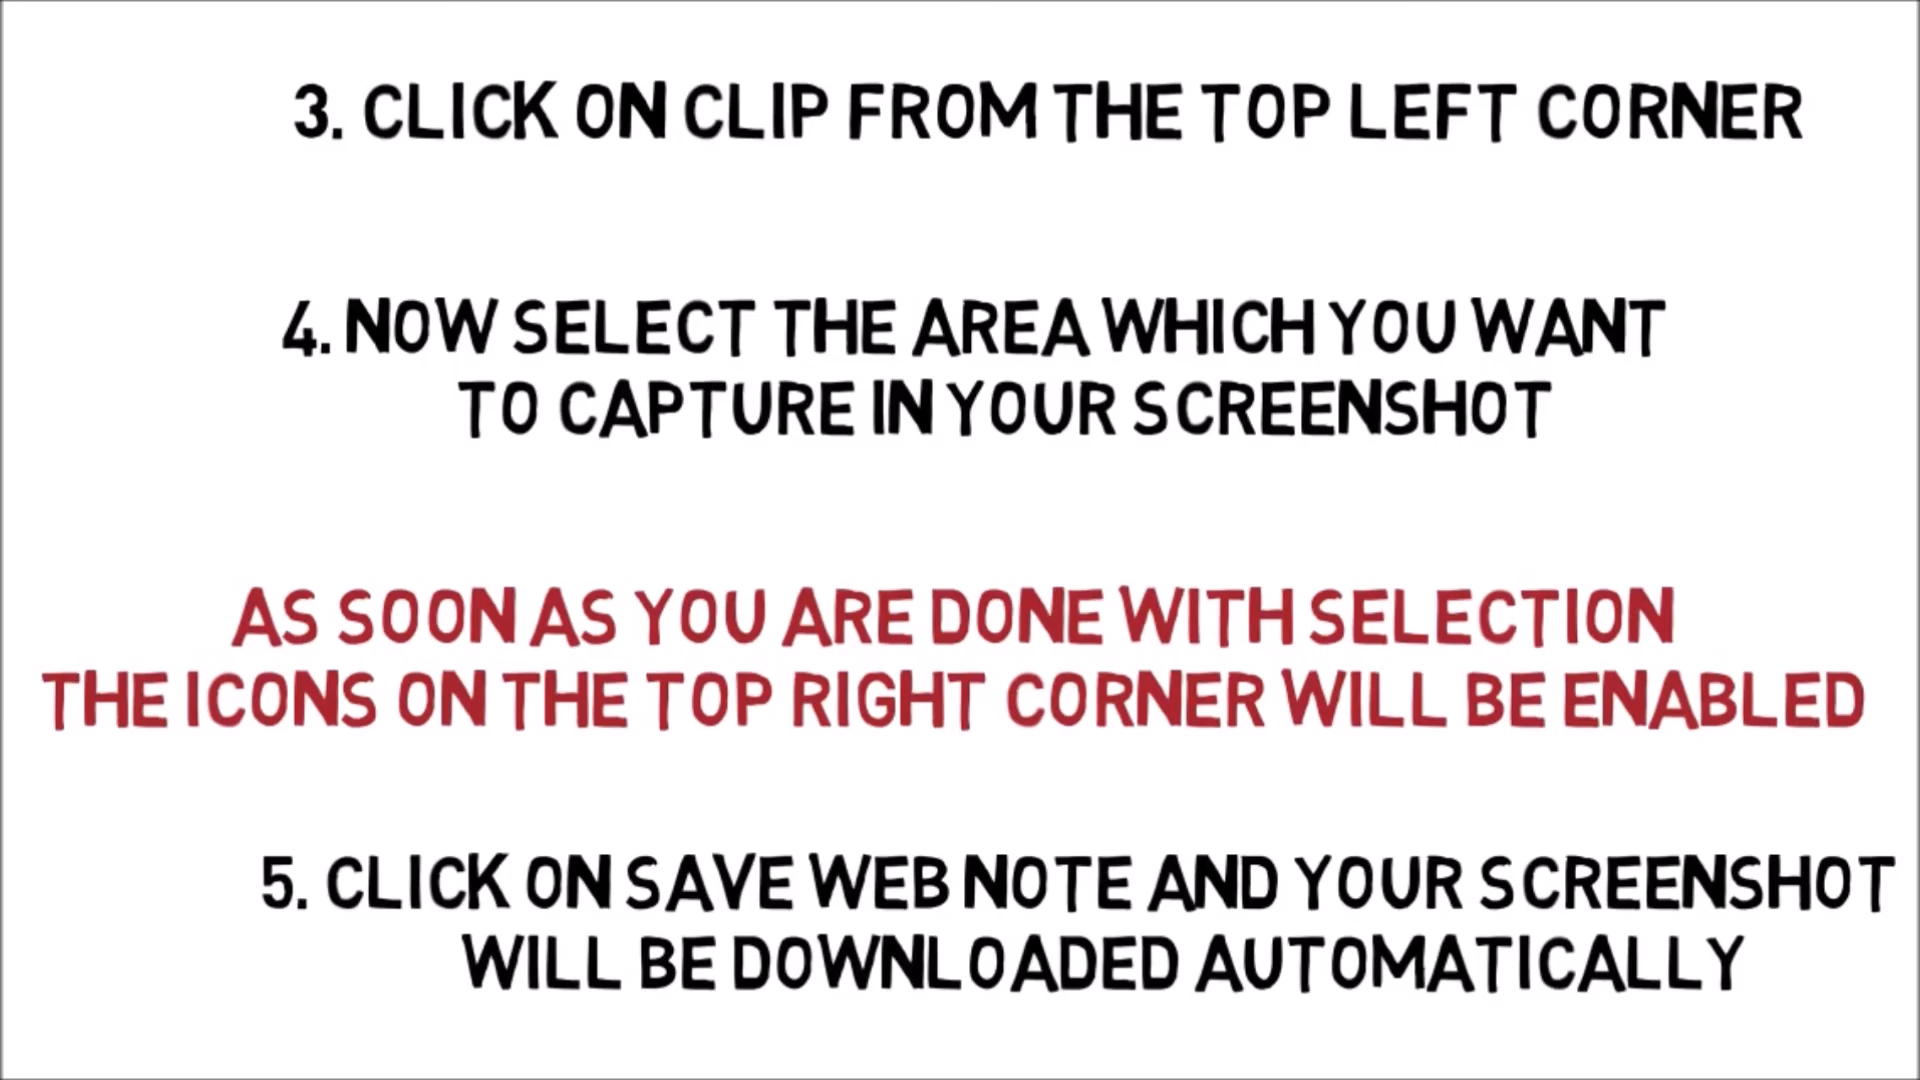 3. CLICK ON CLIP FROM THE TOP LEFT CORNER
4. NOW SELECT THE AREA WHICH YOU WANT
TO CAPTURE IN YOUR SCREENSHOT
AS SOON AS YOU ARE DONE WITH SELECTION
THE ICONS ON THE TOP RIGHT CORNER WILL BE ENABLED
5. CLICK ON SAVE WEB NOTE AND YOUR SCREENSHOT
WILL BE DOWNLOADED AUTOMATICALLY